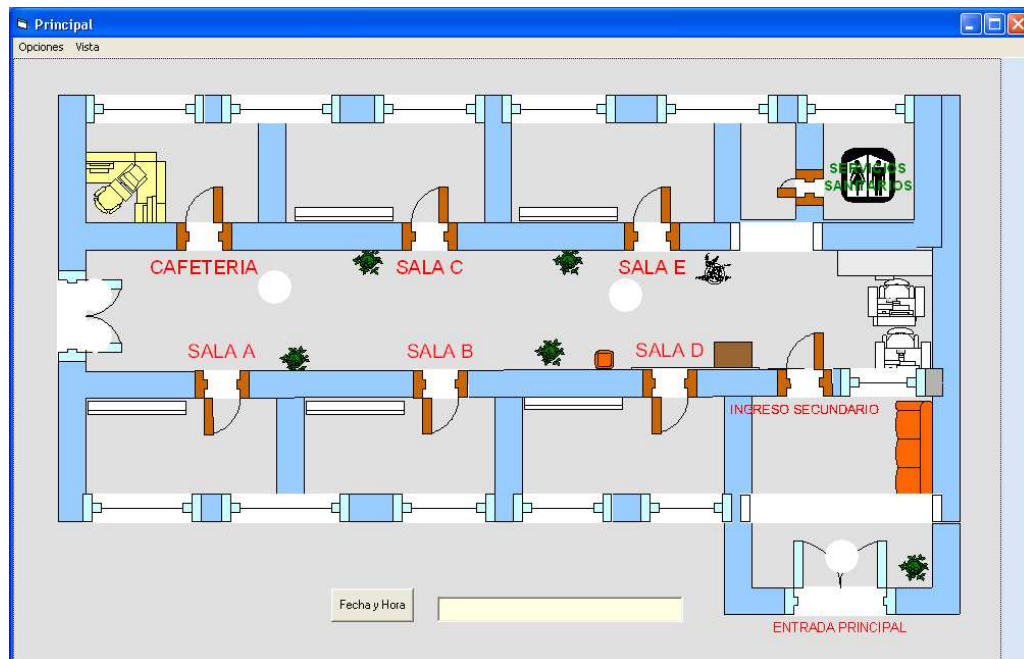 Principal
Opciones Vista
SERVICIOS
SANITARIOS
CAFETERIA
SALA C
SALA E
SALA A
SALA B
SALA D
INGRESO SECUNDARIO
Fecha y Hora
ENTRADA PRINCIPAL